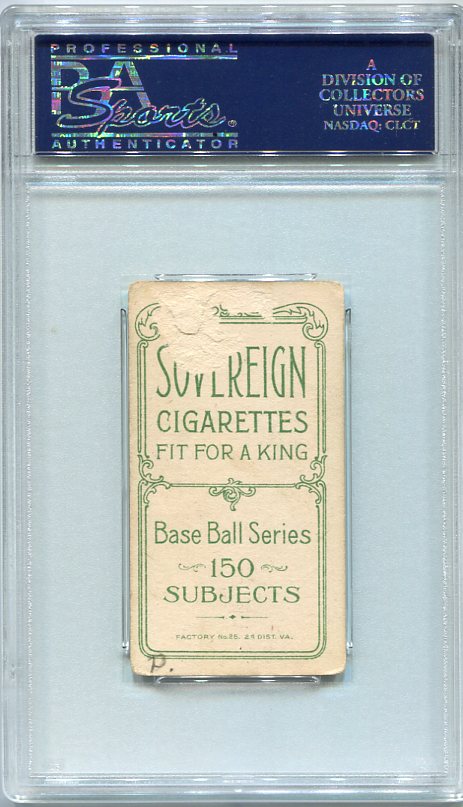 PROFESSIONAL
PSA
Sports
AUTHENTICATOR
A
DIVISION OF
COLLECTORS
UNIVERSE
NASDAQ: CLCT
SOVEREIGN
CIGARETTES
FIT FOR A KING
Base Ball Series
150
SUBJECTS
FACTORY No. 25. 2d DIST. VA.
P.